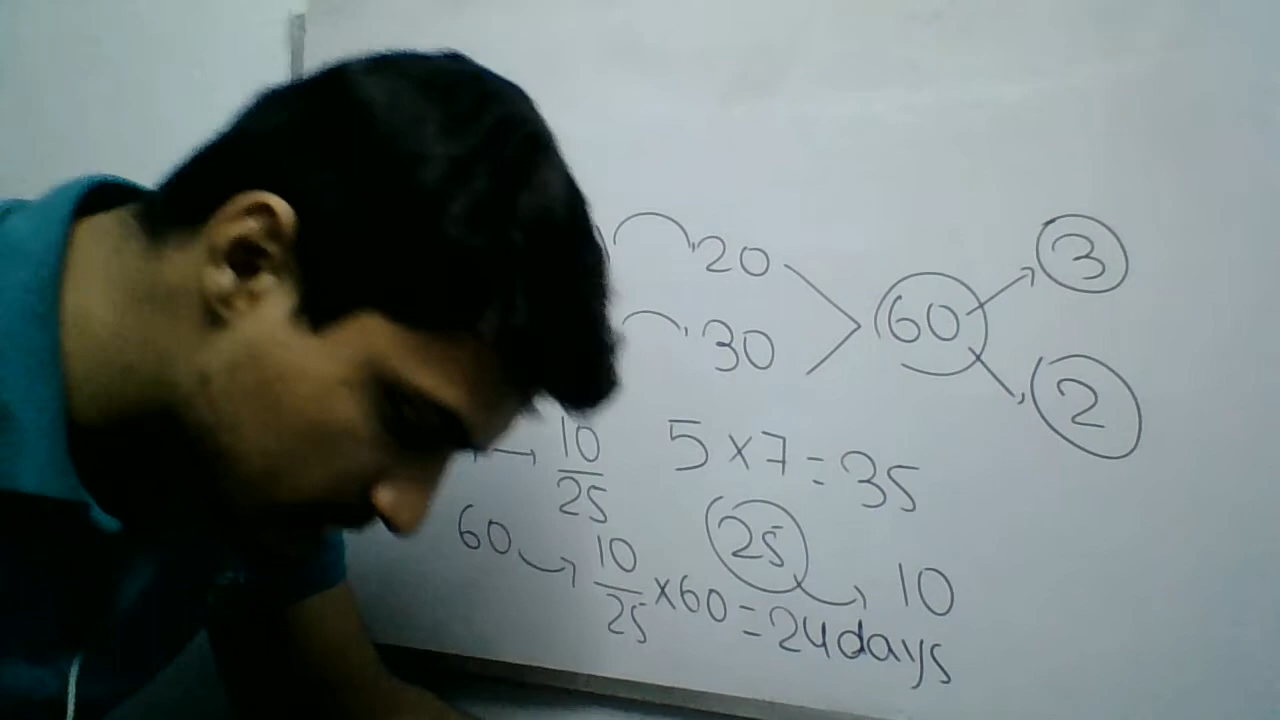 20 60 3
30 2
10/25 5×7=35
25 10
60 → 10/25 ×60=24days